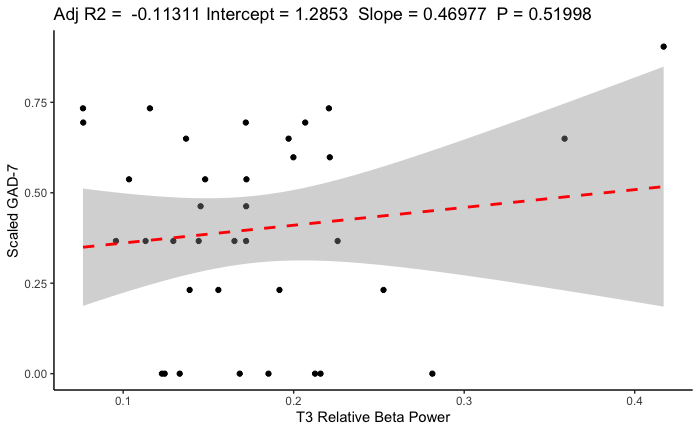 Adj R2 =  -0.11311 Intercept = 1.2853  Slope = 0.46977  P = 0.51998
Scaled GAD-7
0.75
0.50
0.25
0.00
0.1 0.2 0.3 0.4
T3 Relative Beta Power